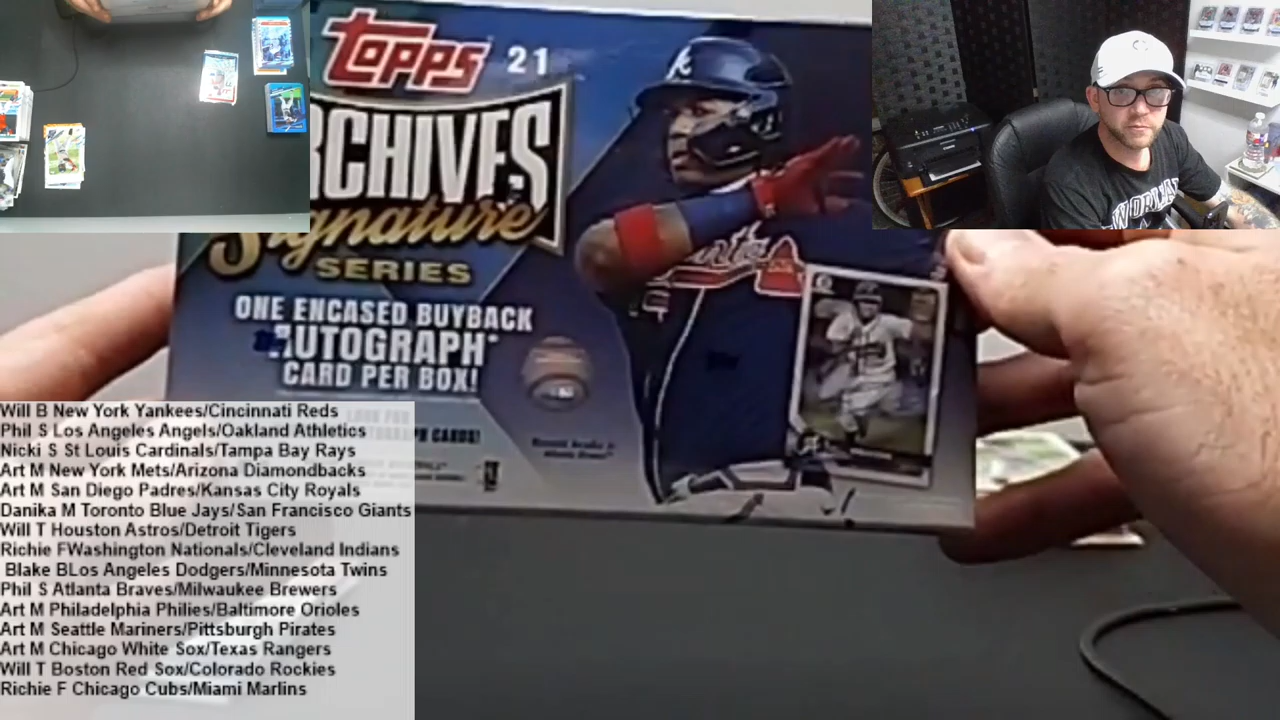 TOPPS 21
RCHIVES
Signature
SERIES
ONE ENCASED BUYBACK
AUTOGRAPH*
CARD PER BOX!
Will B New York Yankees/Cincinnati Reds
Phil S Los Angeles Angels/Oakland Athletics
Nicki S St Louis Cardinals/Tampa Bay Rays
Art M New York Mets/Arizona Diamondbacks
Art M San Diego Padres/Kansas City Royals
Danika M Toronto Blue Jays/San Francisco Giants
Will T Houston Astros/Detroit Tigers
Richie FWashington Nationals/Cleveland Indians
Blake BLos Angeles Dodgers/Minnesota Twins
Phil S Atlanta Braves/Milwaukee Brewers
Art M Philadelphia Philies/Baltimore Orioles
Art M Seattle Mariners/Pittsburgh Pirates
Art M Chicago White Sox/Texas Rangers
Will T Boston Red Sox/Colorado Rockies
Richie F Chicago Cubs/Miami Marlins